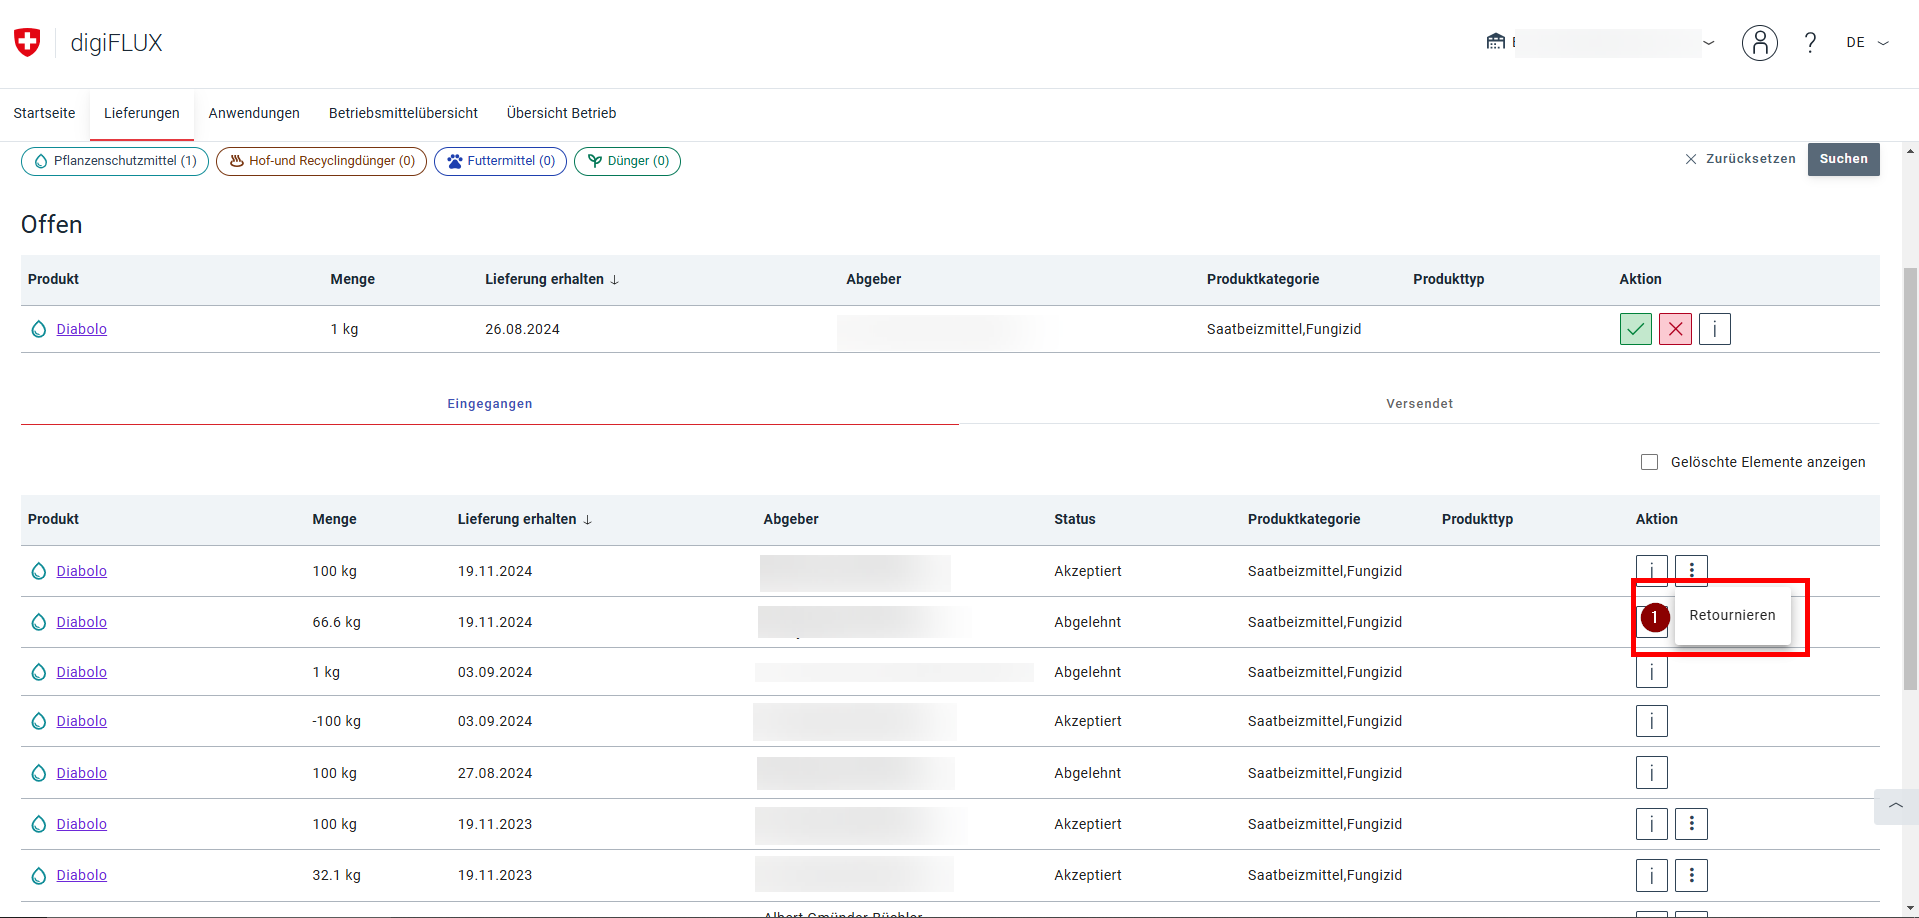 digiFLUX
DE
Startseite Lieferungen Anwendungen Betriebsmittelübersicht Übersicht Betrieb
Pflanzenschutzmittel (1) Hof-und Recyclingdünger (0) Futtermittel (0) Dünger (0) Zurücksetzen Suchen
Offen
Produkt Menge Lieferung erhalten ↓ Abgeber Produktkategorie Produkttyp Aktion
Diabolo 1 kg 26.08.2024 Saatbeizmittel,Fungizid i
Eingegangen Versendet
Gelöschte Elemente anzeigen
Produkt Menge Lieferung erhalten ↓ Abgeber Status Produktkategorie Produkttyp Aktion
Diabolo 100 kg 19.11.2024 Akzeptiert Saatbeizmittel,Fungizid i
Diabolo 66.6 kg 19.11.2024 Abgelehnt Saatbeizmittel,Fungizid 1 Retournieren
Diabolo 1 kg 03.09.2024 Abgelehnt Saatbeizmittel,Fungizid i
Diabolo -100 kg 03.09.2024 Akzeptiert Saatbeizmittel,Fungizid i
Diabolo 100 kg 27.08.2024 Abgelehnt Saatbeizmittel,Fungizid i
Diabolo 100 kg 19.11.2023 Akzeptiert Saatbeizmittel,Fungizid i
Diabolo 32.1 kg 19.11.2023 Akzeptiert Saatbeizmittel,Fungizid i